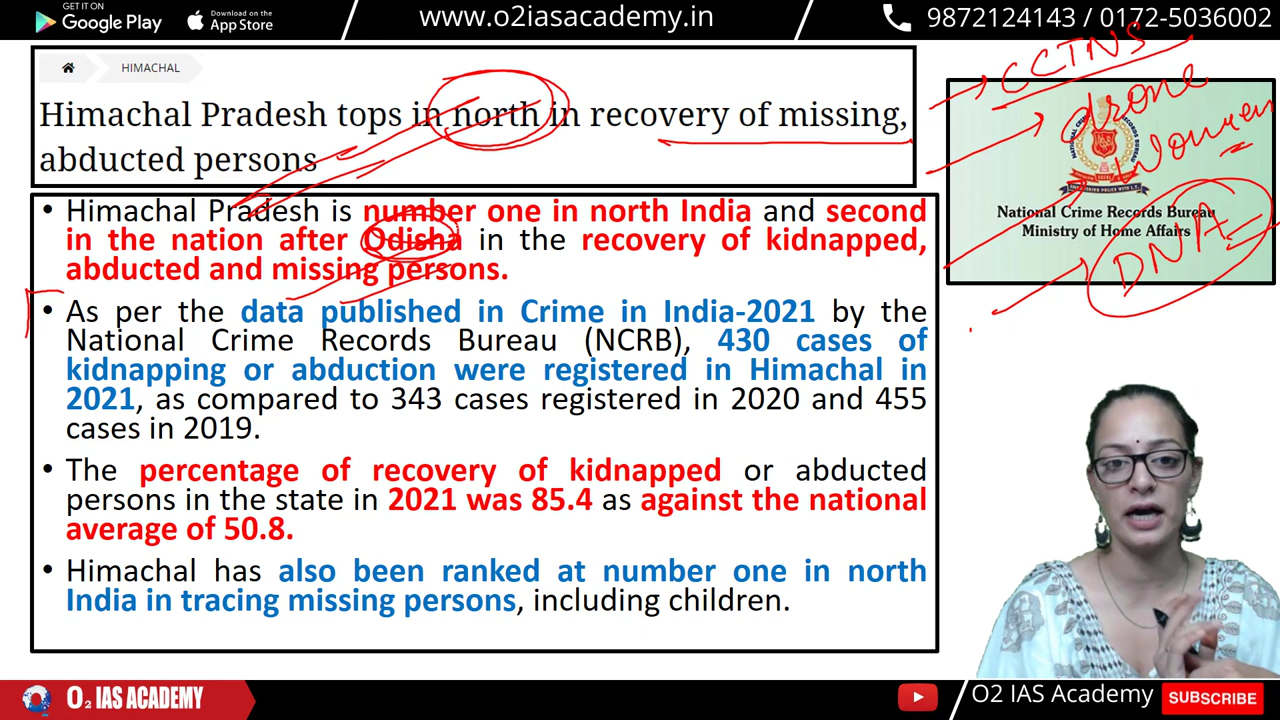 GET IT ON
Google Play
Download on the
App Store
www.o2iasacademy.in
9872124143 / 0172-5036002
HIMACHAL
Himachal Pradesh tops in north in recovery of missing,
abducted persons
• Himachal Pradesh is number one in north India and second
in the nation after Odisha in the recovery of kidnapped,
abducted and missing persons.
• As per the data published in Crime in India-2021 by the
National Crime Records Bureau (NCRB), 430 cases of
kidnapping or abduction were registered in Himachal in
2021, as compared to 343 cases registered in 2020 and 455
cases in 2019.
• The percentage of recovery of kidnapped or abducted
persons in the state in 2021 was 85.4 as against the national
average of 50.8.
• Himachal has also been ranked at number one in north
India in tracing missing persons, including children.
CCTNS
drone
women
DNA
National Crime Records Bureau
Ministry of Home Affairs
O2 IAS ACADEMY
O2 IAS Academy
SUBSCRIBE